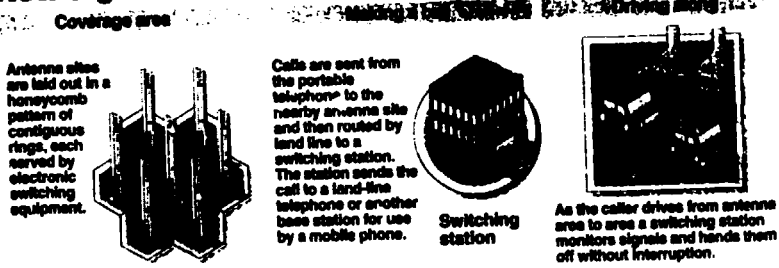 Coverage area
Antenna sites
are laid out in a
honeycomb
pattern of
contiguous
rings, each
served by
electronic
switching
equipment.
Making a
Calls are sent from
the portable
telephone to the
nearby antenna site
and then routed by
land line to a
switching station.
The station sends the
call to a land-line
telephone or another
base station for use
by a mobile phone.
Switching
station
Driving along
As the caller drives from antenna
area to area a switching station
monitors signals and hands them
off without interruption.